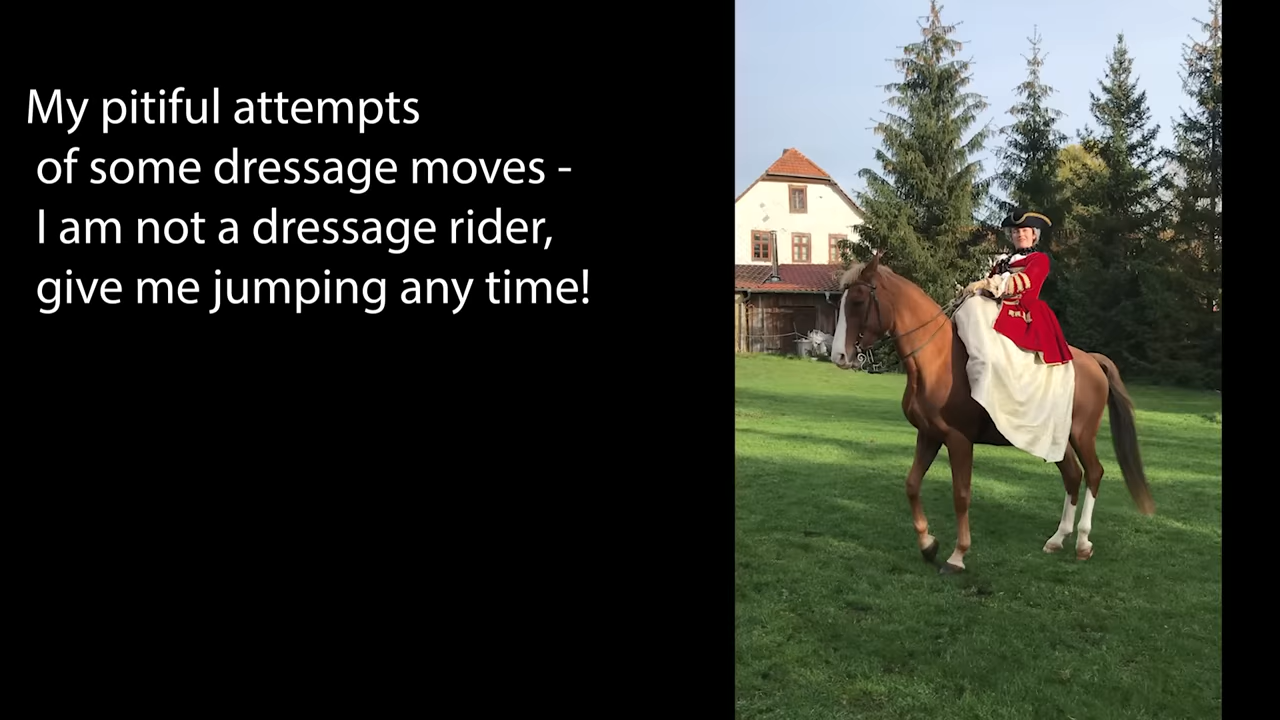 My pitiful attempts
of some dressage moves -
I am not a dressage rider,
give me jumping any time!